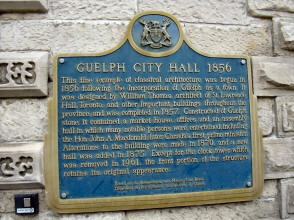 GUELPH CITY HALL 1856
This fine example of classical architecture was begun in
1856 following the incorporation of Guelph as a town. It
was designed by William Thomas, architect of St. Lawrence
Hall, Toronto, and other important buildings throughout the
province, and was completed in 1857. Constructed of Guelph
stone, it contained a market house, offices and an assembly
hall in which many notable persons were entertained including
the Hon. John A. Macdonald, later Canada's first prime minister.
Alterations to the building were made in 1870, and a new
hall was added in 1875. Except for the clock tower which
was removed in 1961, the front portion of the structure
retains its original appearance.